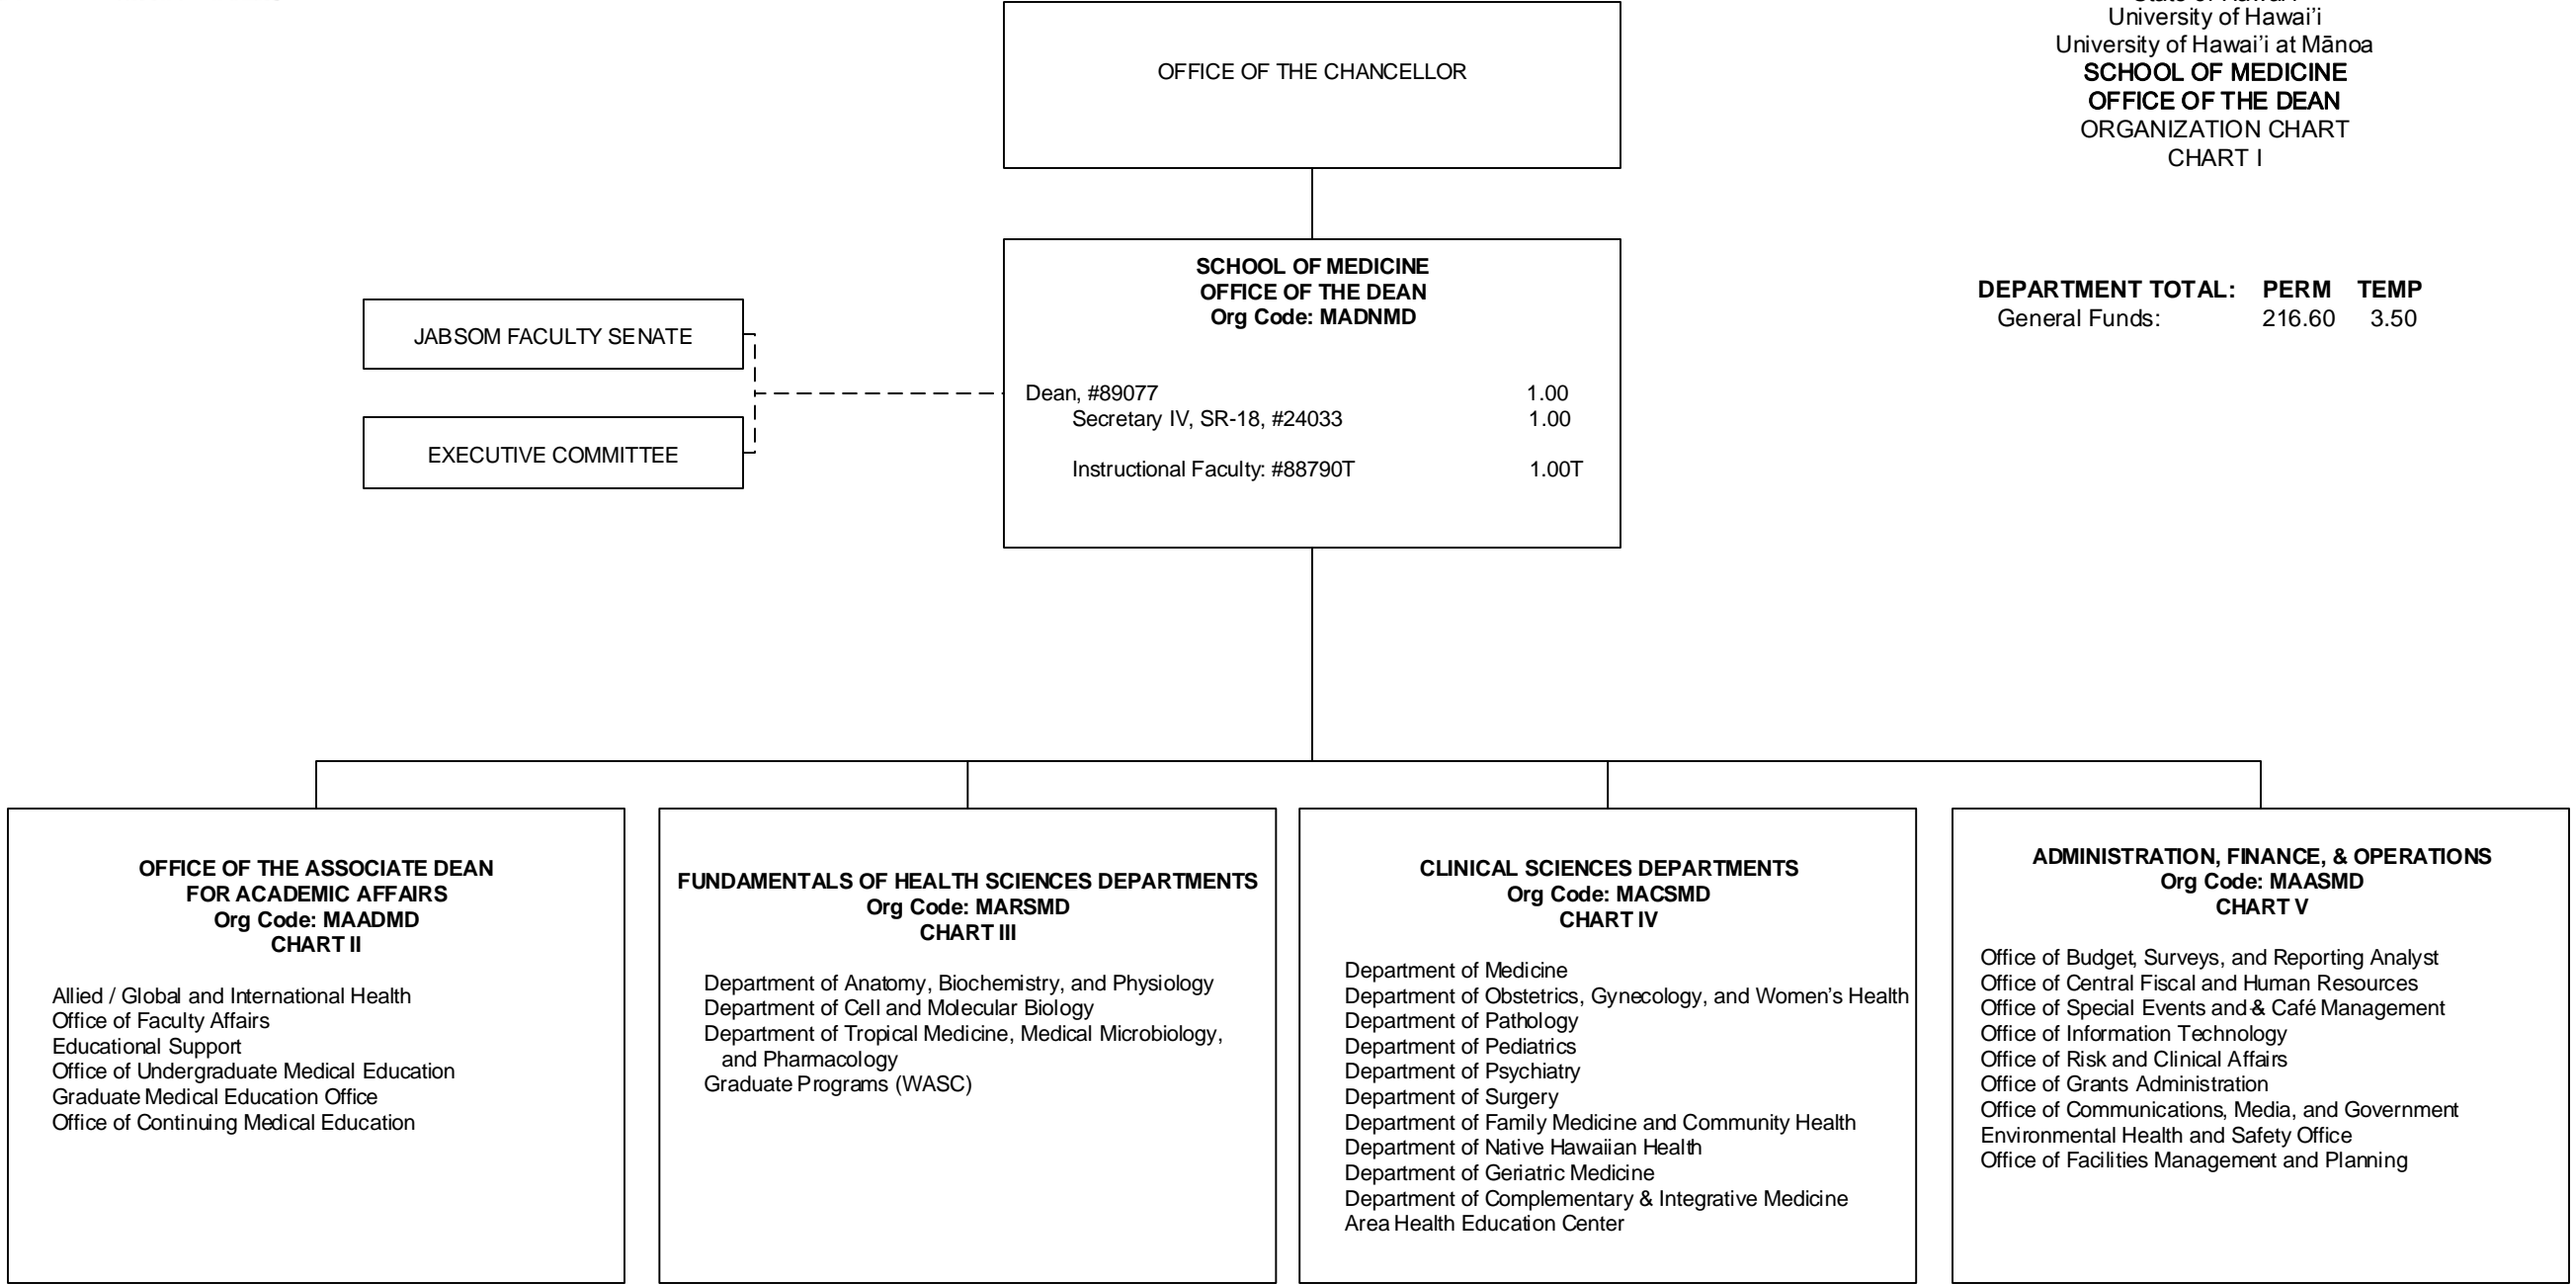 OFFICE OF THE CHANCELLOR
University of Hawai’i
University of Hawai’i at Mānoa
SCHOOL OF MEDICINE
OFFICE OF THE DEAN
ORGANIZATION CHART
CHART I
DEPARTMENT TOTAL: PERM TEMP
General Funds: 216.60 3.50
SCHOOL OF MEDICINE
OFFICE OF THE DEAN
Org Code: MADNMD
Dean, #89077 1.00
Secretary IV, SR-18, #24033 1.00
Instructional Faculty: #88790T 1.00T
JABSOM FACULTY SENATE
EXECUTIVE COMMITTEE
OFFICE OF THE ASSOCIATE DEAN
FOR ACADEMIC AFFAIRS
Org Code: MAADMD
CHART II
Allied / Global and International Health
Office of Faculty Affairs
Educational Support
Office of Undergraduate Medical Education
Graduate Medical Education Office
Office of Continuing Medical Education
FUNDAMENTALS OF HEALTH SCIENCES DEPARTMENTS
Org Code: MARSMD
CHART III
Department of Anatomy, Biochemistry, and Physiology
Department of Cell and Molecular Biology
Department of Tropical Medicine, Medical Microbiology,
and Pharmacology
Graduate Programs (WASC)
CLINICAL SCIENCES DEPARTMENTS
Org Code: MACSMD
CHART IV
Department of Medicine
Department of Obstetrics, Gynecology, and Women’s Health
Department of Pathology
Department of Pediatrics
Department of Psychiatry
Department of Surgery
Department of Family Medicine and Community Health
Department of Native Hawaiian Health
Department of Geriatric Medicine
Department of Complementary & Integrative Medicine
Area Health Education Center
ADMINISTRATION, FINANCE, & OPERATIONS
Org Code: MAASMD
CHART V
Office of Budget, Surveys, and Reporting Analyst
Office of Central Fiscal and Human Resources
Office of Special Events and & Café Management
Office of Information Technology
Office of Risk and Clinical Affairs
Office of Grants Administration
Office of Communications, Media, and Government
Environmental Health and Safety Office
Office of Facilities Management and Planning